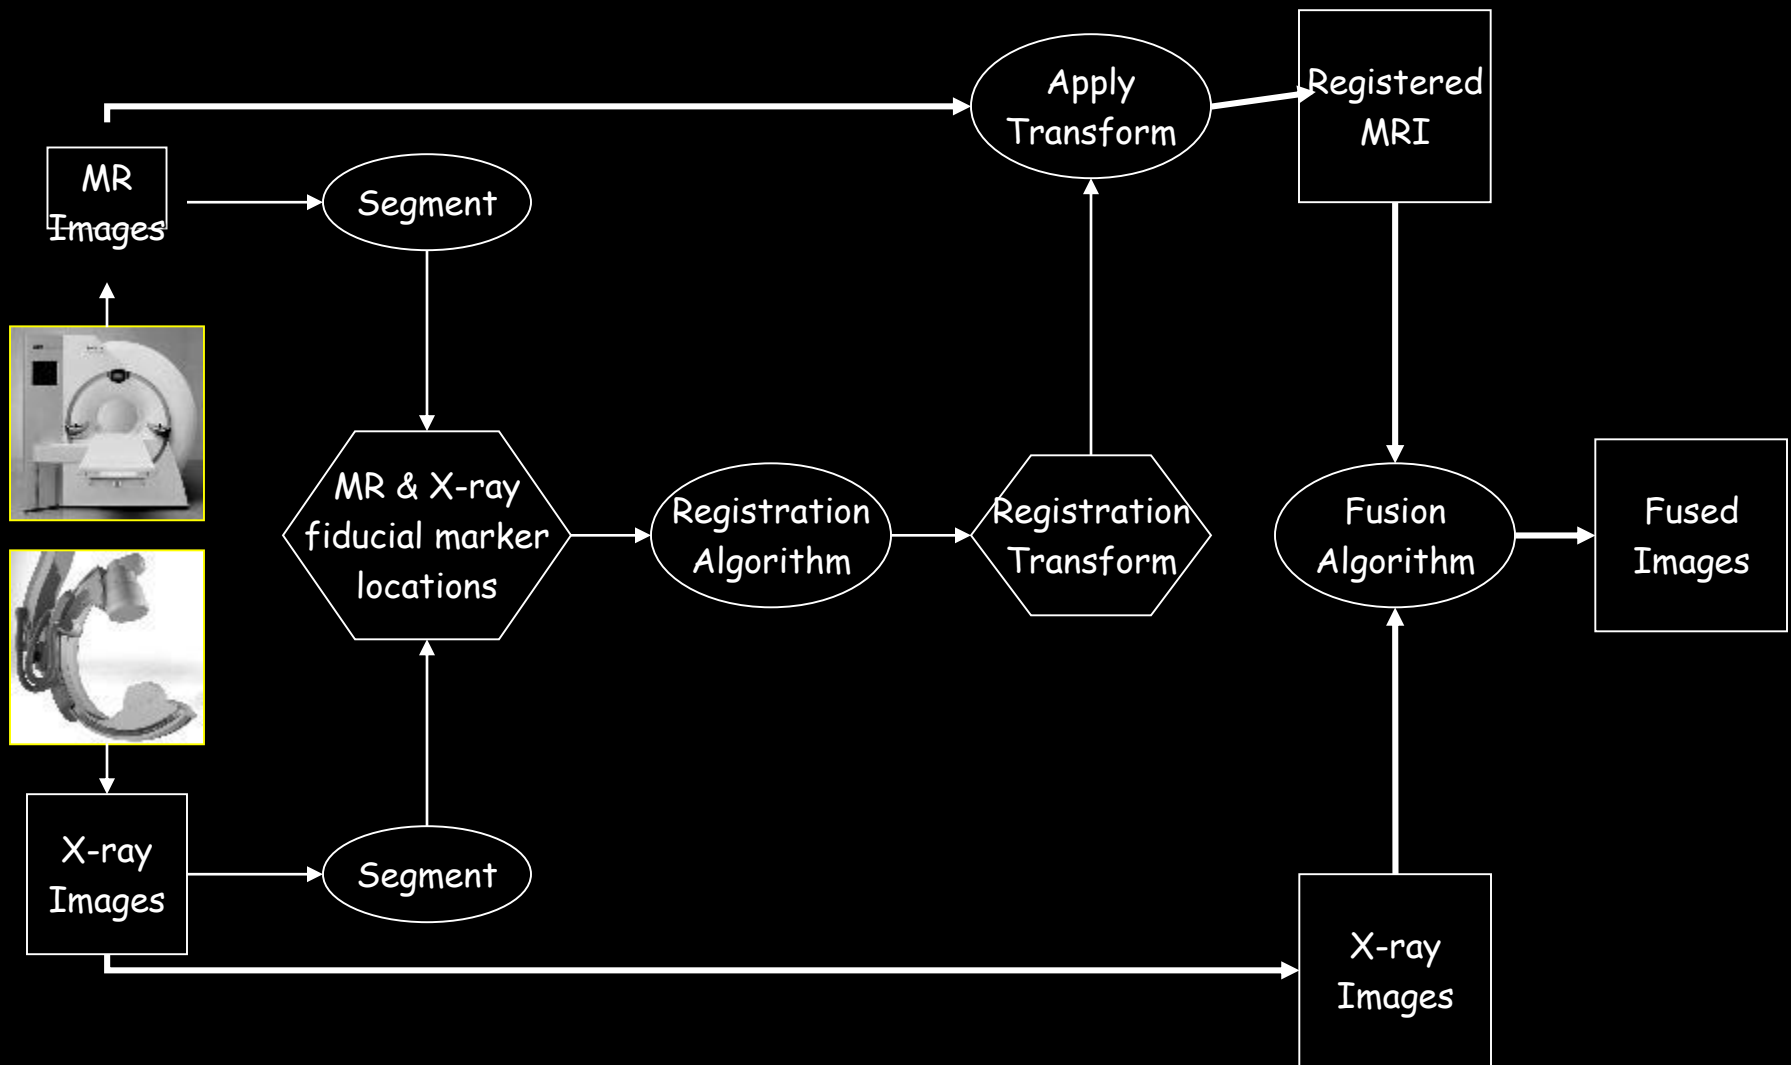 Apply
Transform
Registered
MRI
MR
Images
Segment
MR & X-ray
fiducial marker
locations
Registration
Algorithm
Registration
Transform
Fusion
Algorithm
Fused
Images
X-ray
Images
Segment
X-ray
Images